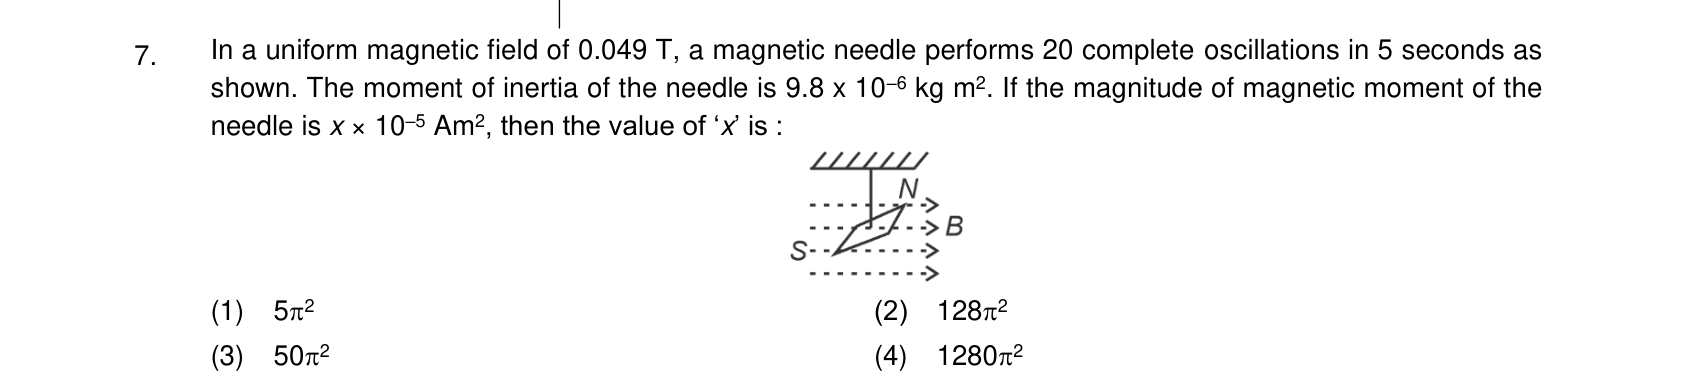 7. In a uniform magnetic field of 0.049 T, a magnetic needle performs 20 complete oscillations in 5 seconds as
shown. The moment of inertia of the needle is 9.8 x 10⁻⁶ kg m². If the magnitude of magnetic moment of the
needle is x × 10⁻⁵ Am², then the value of ‘x’ is :
N
B
S
(1) 5π² (2) 128π²
(3) 50π² (4) 1280π²